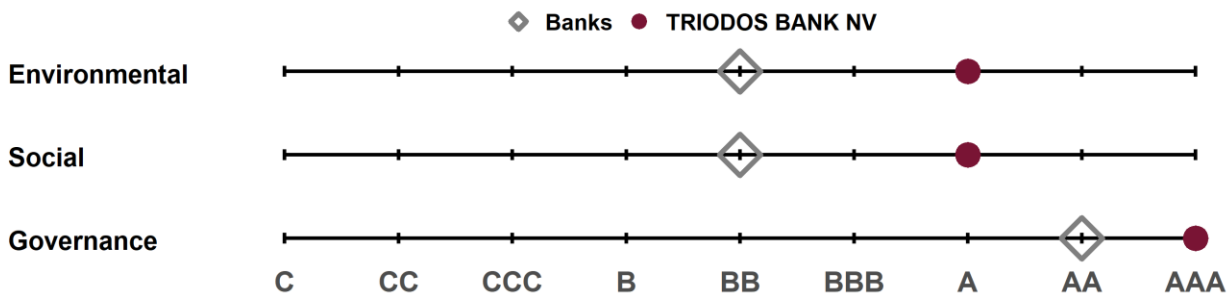 Banks TRIODOS BANK NV
Environmental
Social
Governance
C CC CCC B BB BBB A AA AAA